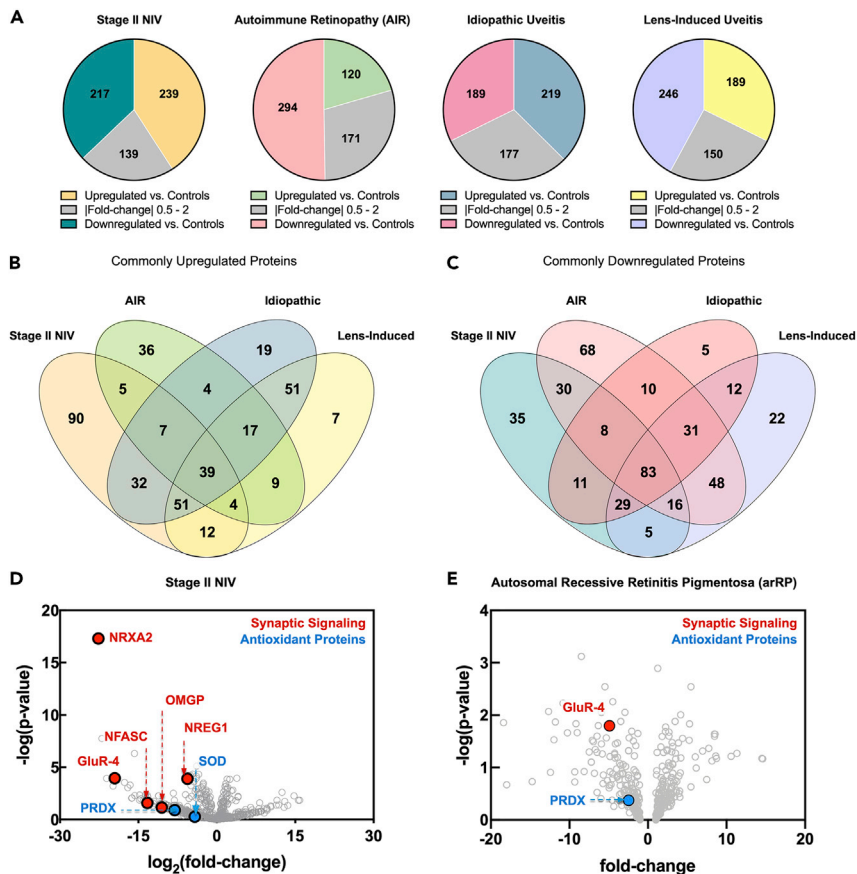 A
Stage II NIV
Autoimmune Retinopathy (AIR)
Idiopathic Uveitis
Lens-Induced Uveitis
217
239
139
294
120
171
189
219
177
246
189
150
Upregulated vs. Controls
|Fold-change| 0.5 - 2
Downregulated vs. Controls
Upregulated vs. Controls
|Fold-change| 0.5 - 2
Downregulated vs. Controls
Upregulated vs. Controls
|Fold-change| 0.5 - 2
Downregulated vs. Controls
Upregulated vs. Controls
|Fold-change| 0.5 - 2
Downregulated vs. Controls
B
Commonly Upregulated Proteins
AIR
Idiopathic
Stage II NIV
Lens-Induced
36
19
5
4
51
90
7
17
7
39
32
9
51
4
12
C
Commonly Downregulated Proteins
AIR
Idiopathic
Stage II NIV
Lens-Induced
68
5
30
10
12
35
8
31
22
83
11
48
29
16
5
D
Stage II NIV
Synaptic Signaling
Antioxidant Proteins
NRXA2
OMGP
NFASC
NREG1
GluR-4
SOD
PRDX
20
15
10
5
0
-log(p-value)
-30
-15
0
15
30
log2(fold-change)
E
Autosomal Recessive Retinitis Pigmentosa (arRP)
Synaptic Signaling
Antioxidant Proteins
GluR-4
PRDX
4
3
2
1
0
-log(p-value)
-20
-10
0
10
20
fold-change